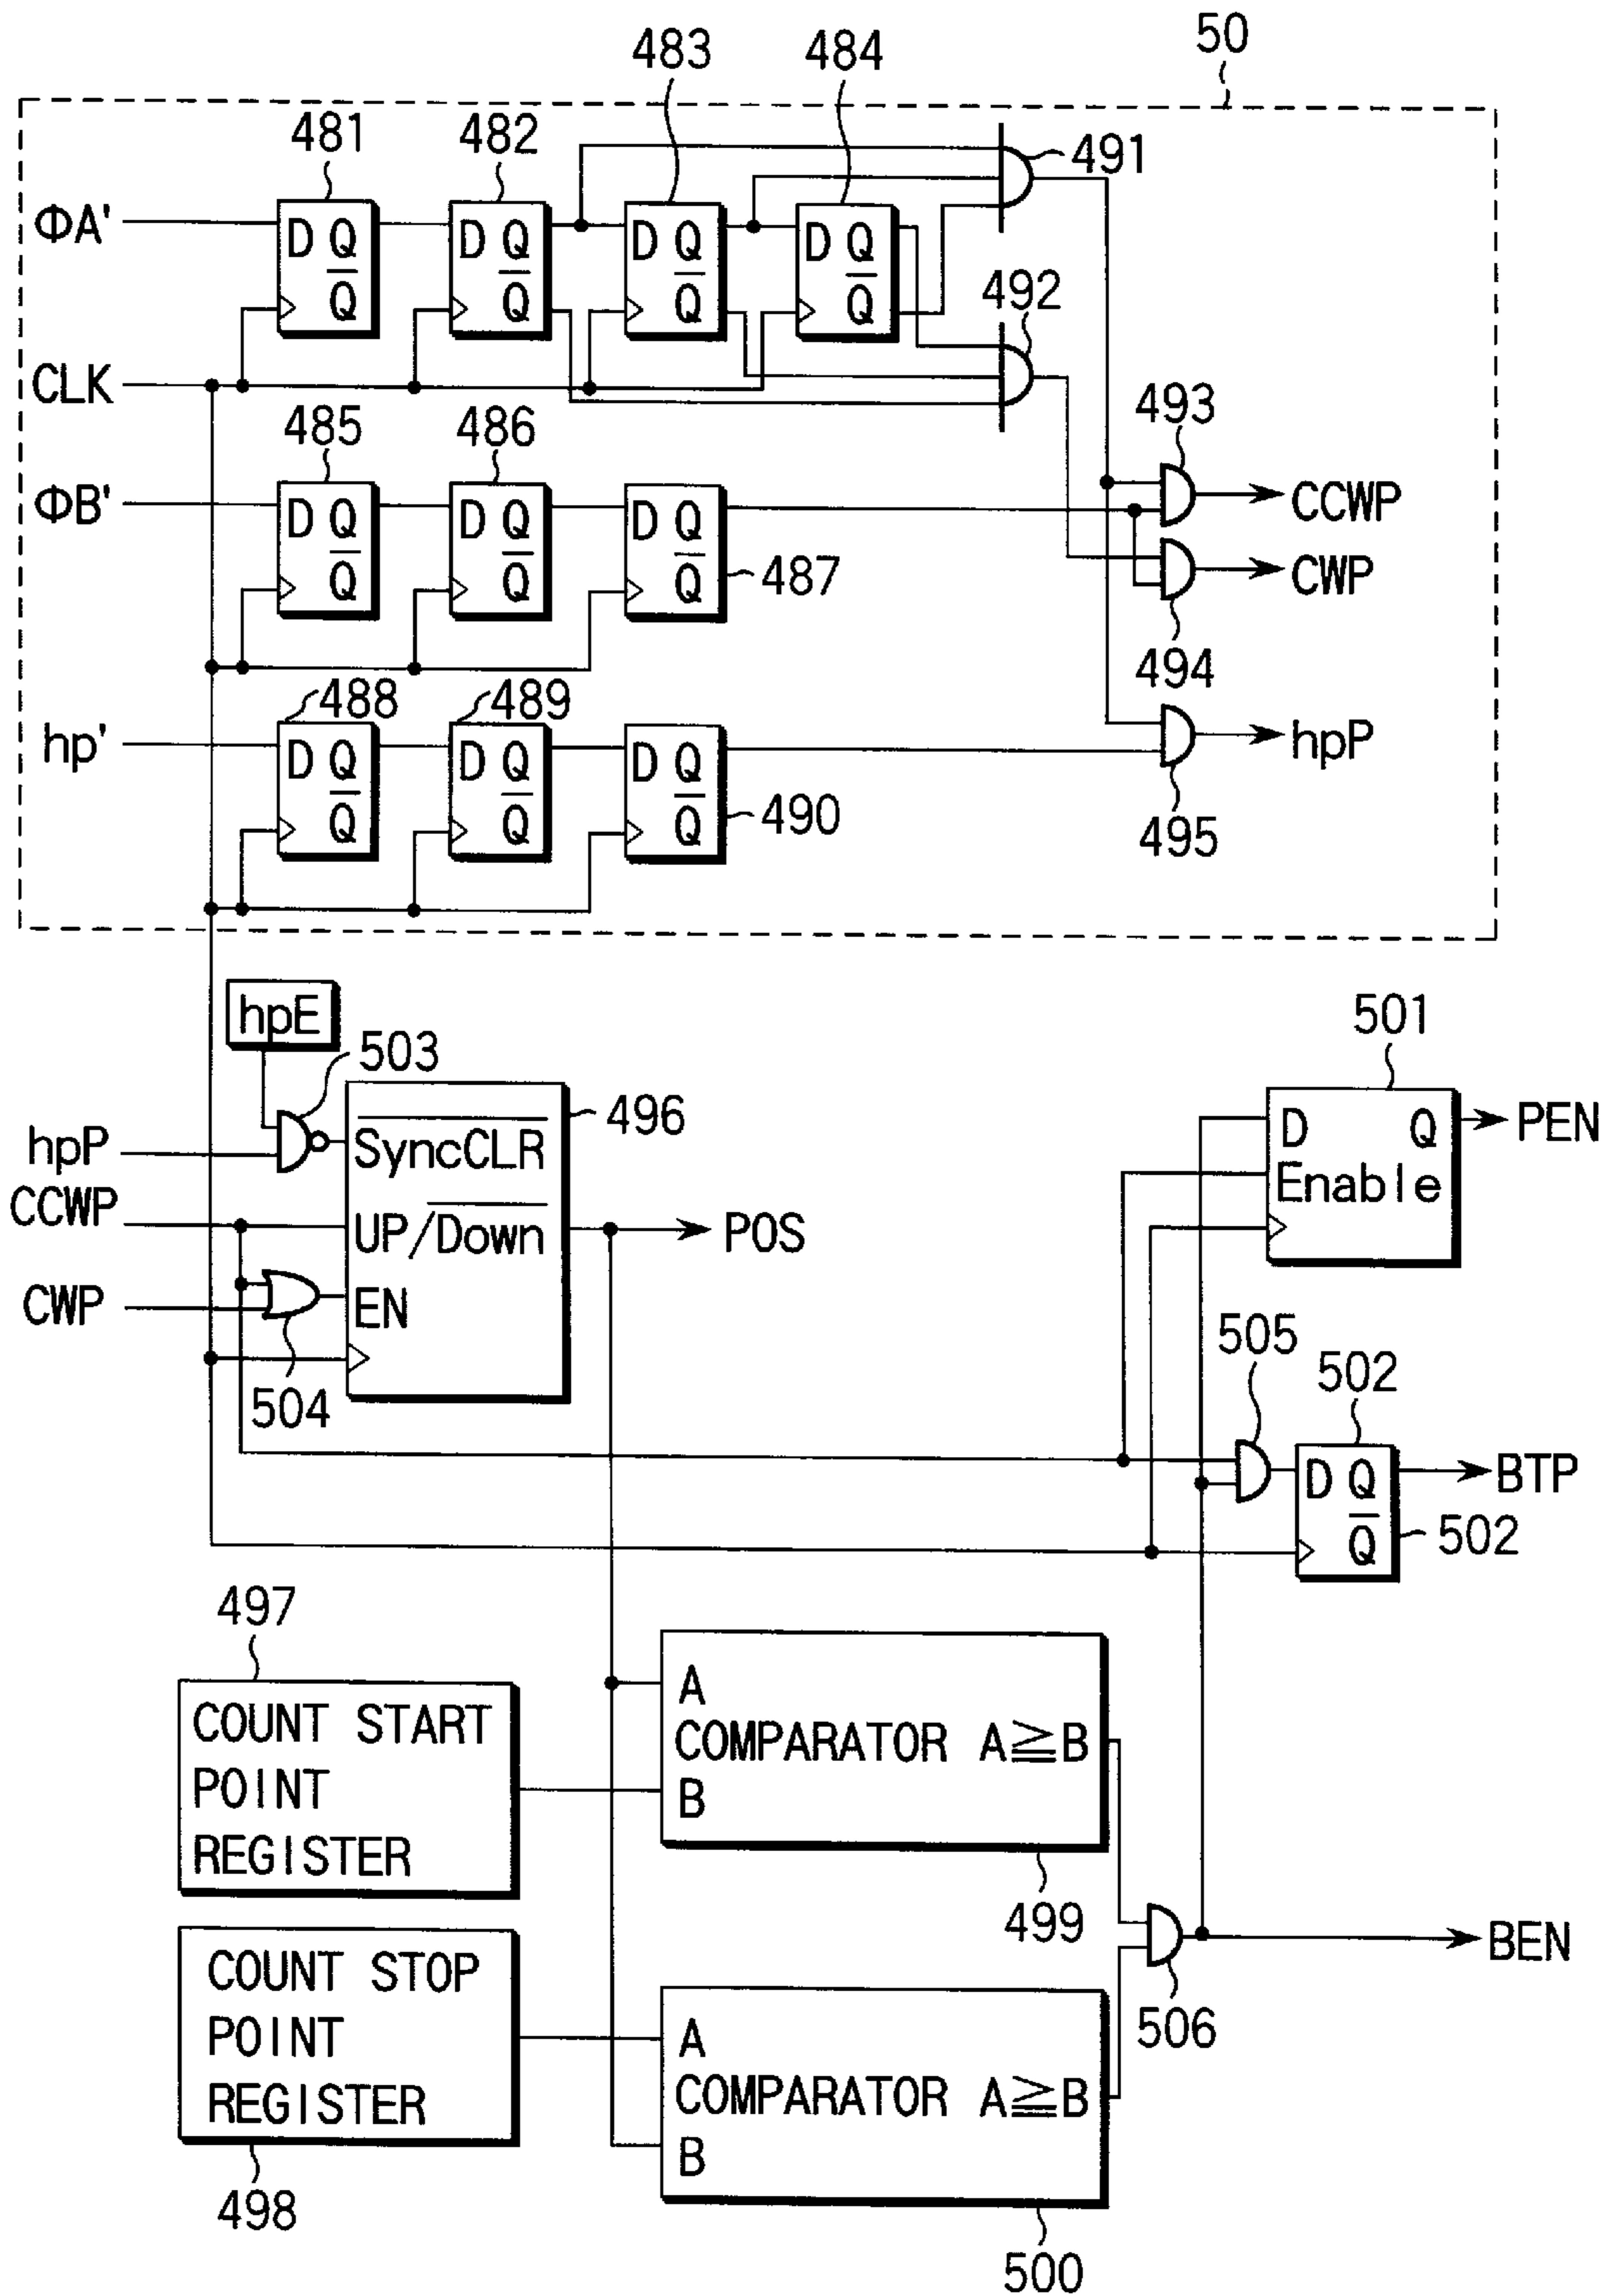 50
483
484
481
482
491
ΦA'
D Q
Q
D Q
Q
D Q
Q
D Q
Q
492
CLK
493
485
486
ΦB'
D Q
Q
D Q
Q
D Q
Q
487
CCWP
CWP
494
488
489
hp'
D Q
Q
D Q
Q
D Q
Q
490
hpP
495
hpE
503
501
496
hpP
SyncCLR
D Q
PEN
CCWP
Enable
UP/Down
POS
CWP
EN
505
504
502
D Q
BTP
Q
502
497
COUNT START
POINT
REGISTER
A
COMPARATOR A≧B
B
499
BEN
COUNT STOP
POINT
REGISTER
506
A
COMPARATOR A≧B
B
498
500